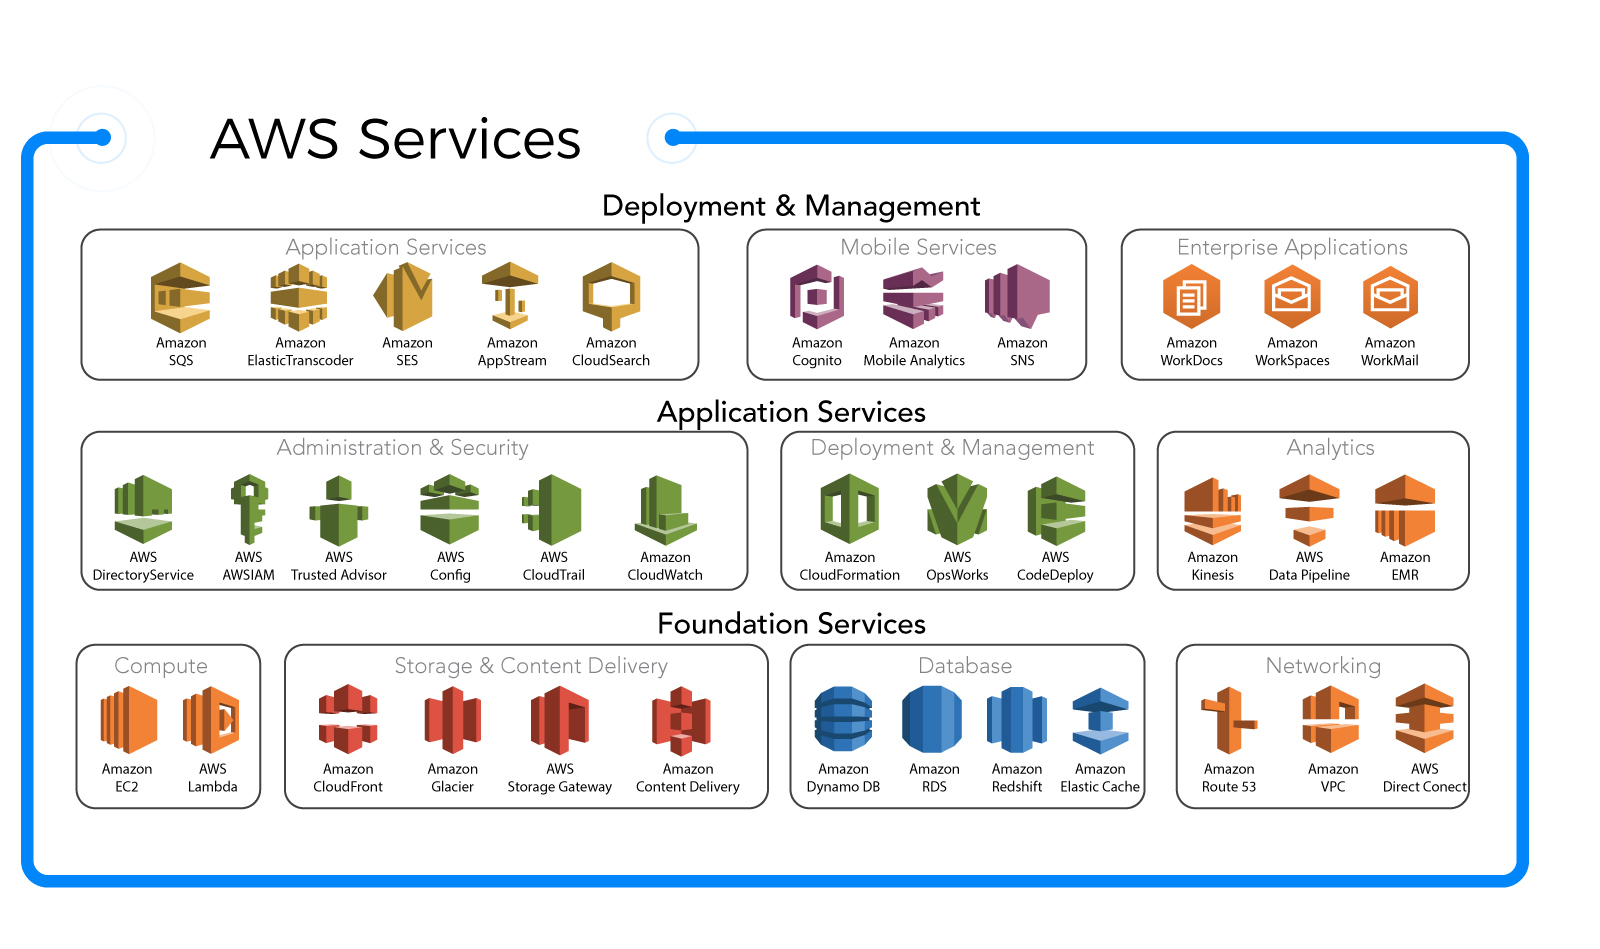 AWS Services
Deployment & Management
Application Services
Amazon
SQS
Amazon
ElasticTranscoder
Amazon
SES
Amazon
AppStream
Amazon
CloudSearch
Mobile Services
Amazon
Cognito
Amazon
Mobile Analytics
Amazon
SNS
Enterprise Applications
Amazon
WorkDocs
Amazon
WorkSpaces
Amazon
WorkMail
Application Services
Administration & Security
AWS
DirectoryService
AWS
AWSIAM
AWS
Trusted Advisor
AWS
Config
AWS
CloudTrail
Amazon
CloudWatch
Deployment & Management
Amazon
CloudFormation
AWS
OpsWorks
AWS
CodeDeploy
Analytics
Amazon
Kinesis
AWS
Data Pipeline
Amazon
EMR
Foundation Services
Compute
Amazon
EC2
AWS
Lambda
Storage & Content Delivery
Amazon
CloudFront
Amazon
Glacier
AWS
Storage Gateway
Amazon
Content Delivery
Database
Amazon
Dynamo DB
Amazon
RDS
Amazon
Redshift
Amazon
Elastic Cache
Networking
Amazon
Route 53
Amazon
VPC
AWS
Direct Conect